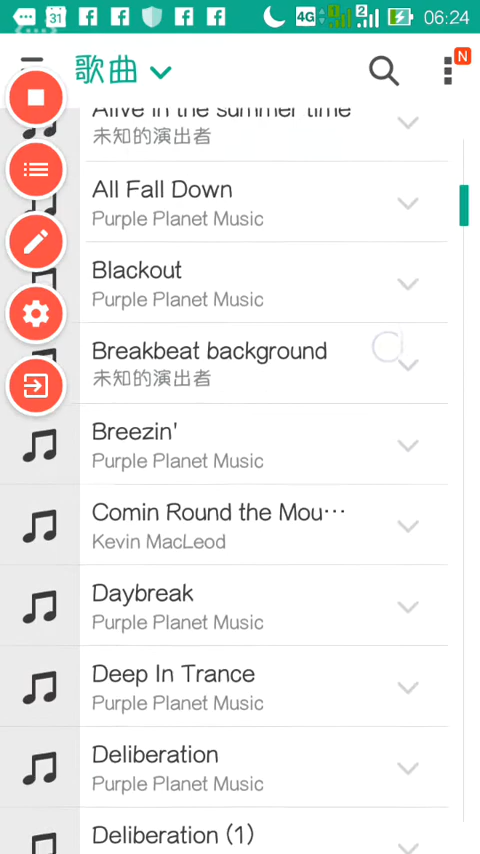 31
4G
1
2
06:24
歌曲
N
Alive in the summer time
未知的演出者
All Fall Down
Purple Planet Music
Blackout
Purple Planet Music
Breakbeat background
未知的演出者
Breezin'
Purple Planet Music
Comin Round the Mou…
Kevin MacLeod
Daybreak
Purple Planet Music
Deep In Trance
Purple Planet Music
Deliberation
Purple Planet Music
Deliberation (1)